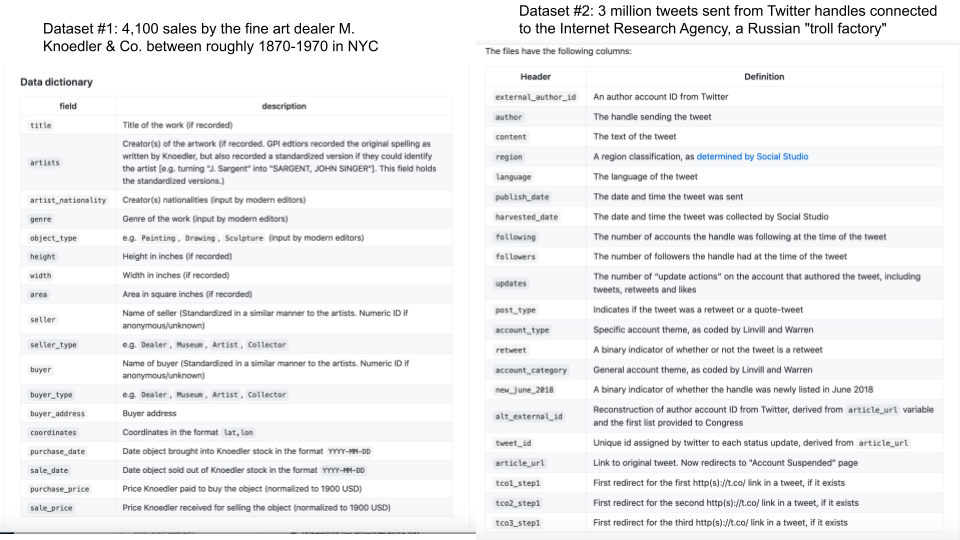 Dataset #1: 4,100 sales by the fine art dealer M.
Knoedler & Co. between roughly 1870-1970 in NYC
Data dictionary
field description
title Title of the work (if recorded)
artists Creator(s) of the artwork (if recorded. GPI edtiors recorded the original spelling as
written by Knoedler, but also recorded a standardized version if they could identify
the artist [e.g. turning "J. Sargent" into "SARGENT, JOHN SINGER"]. This field holds
the standardized versions.)
artist_nationality Creator(s) nationalities (input by modern editors)
genre Genre of the work (input by modern editors)
object_type e.g. Painting, Drawing, Sculpture (input by modern editors)
height Height in inches (if recorded)
width Width in inches (if recorded)
area Area in square inches (if recorded)
seller Name of seller (Standardized in a similar manner to the artists. Numeric ID if
anonymous/unknown)
seller_type e.g. Dealer, Museum, Artist, Collector
buyer Name of buyer (Standardized in a similar manner to the artists. Numeric ID if
anonymous/unknown)
buyer_type e.g. Dealer, Museum, Artist, Collector
buyer_address Buyer address
coordinates Coordinates in the format lat,lon
purchase_date Date object brought into Knoedler stock in the format YYYY-MM-DD
sale_date Date object sold out of Knoedler stock in the format YYYY-MM-DD
purchase_price Price Knoedler paid to buy the object (normalized to 1900 USD)
sale_price Price Knoedler received for selling the object (normalized to 1900 USD)
Dataset #2: 3 million tweets sent from Twitter handles connected
to the Internet Research Agency, a Russian "troll factory"
The files have the following columns:
Header Definition
external_author_id An author account ID from Twitter
author The handle sending the tweet
content The text of the tweet
region A region classification, as determined by Social Studio
language The language of the tweet
publish_date The date and time the tweet was sent
harvested_date The date and time the tweet was collected by Social Studio
following The number of accounts the handle was following at the time of the tweet
followers The number of followers the handle had at the time of the tweet
updates The number of "update actions" on the account that authored the tweet, including
tweets, retweets and likes
post_type Indicates if the tweet was a retweet or a quote-tweet
account_type Specific account theme, as coded by Linvill and Warren
retweet A binary indicator of whether or not the tweet is a retweet
account_category General account theme, as coded by Linvill and Warren
new_june_2018 A binary indicator of whether the handle was newly listed in June 2018
alt_external_id Reconstruction of author account ID from Twitter, derived from article_url variable
and the first list provided to Congress
tweet_id Unique id assigned by twitter to each status update, derived from article_url
article_url Link to original tweet. Now redirects to "Account Suspended" page
tco1_step1 First redirect for the first http(s)://t.co/ link in a tweet, if it exists
tco2_step1 First redirect for the second http(s)://t.co/ link in a tweet, if it exists
tco3_step1 First redirect for the third http(s)://t.co/ link in a tweet, if it exists